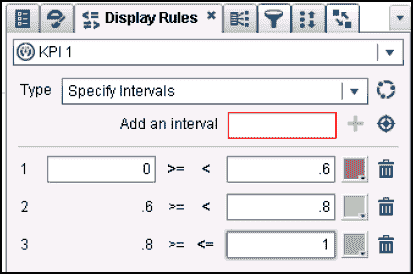 Display Rules
KPI 1
Type Specify Intervals
Add an interval
1 0 >= < .6
2 .6 >= < .8
3 .8 >= <= 1